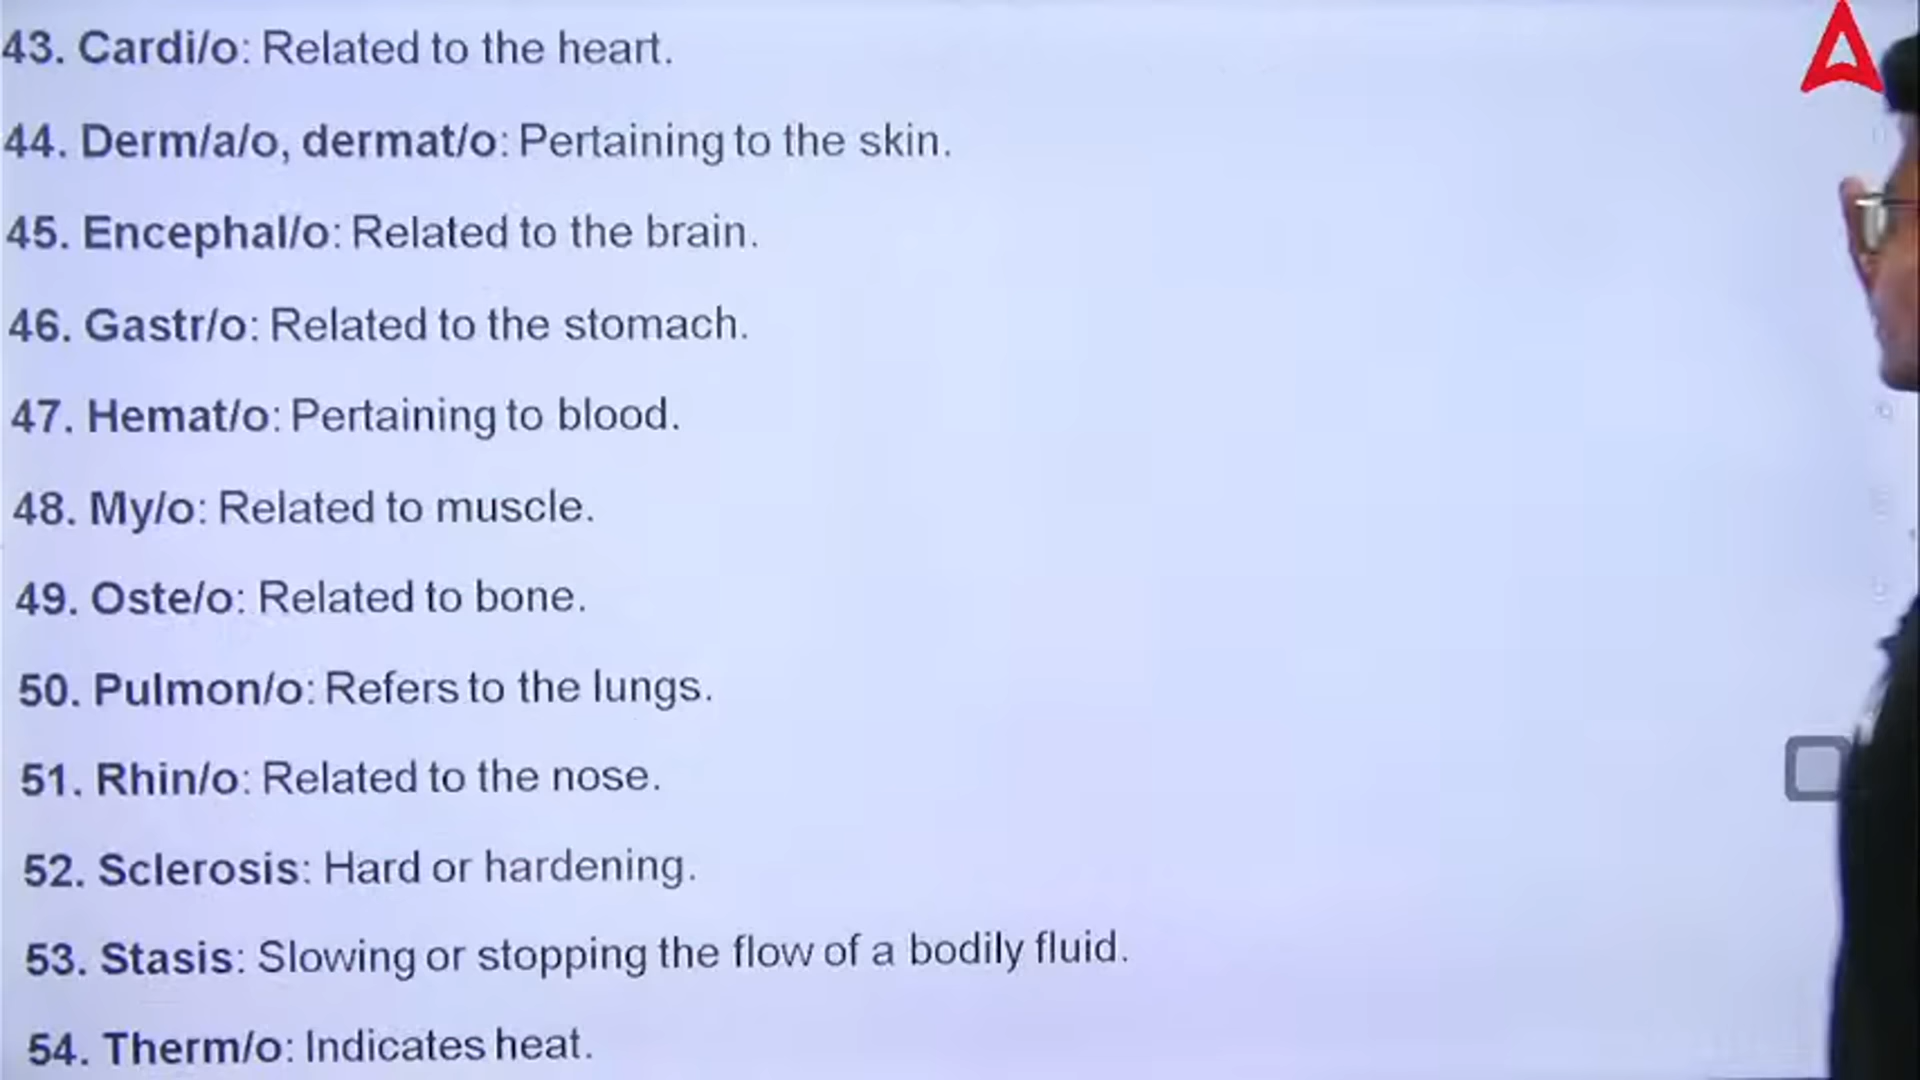 43. Cardi/o: Related to the heart.
44. Derm/a/o, dermat/o: Pertaining to the skin.
45. Encephal/o: Related to the brain.
46. Gastr/o: Related to the stomach.
47. Hemat/o: Pertaining to blood.
48. My/o: Related to muscle.
49. Oste/o: Related to bone.
50. Pulmon/o: Refers to the lungs.
51. Rhin/o: Related to the nose.
52. Sclerosis: Hard or hardening.
53. Stasis: Slowing or stopping the flow of a bodily fluid.
54. Therm/o: Indicates heat.